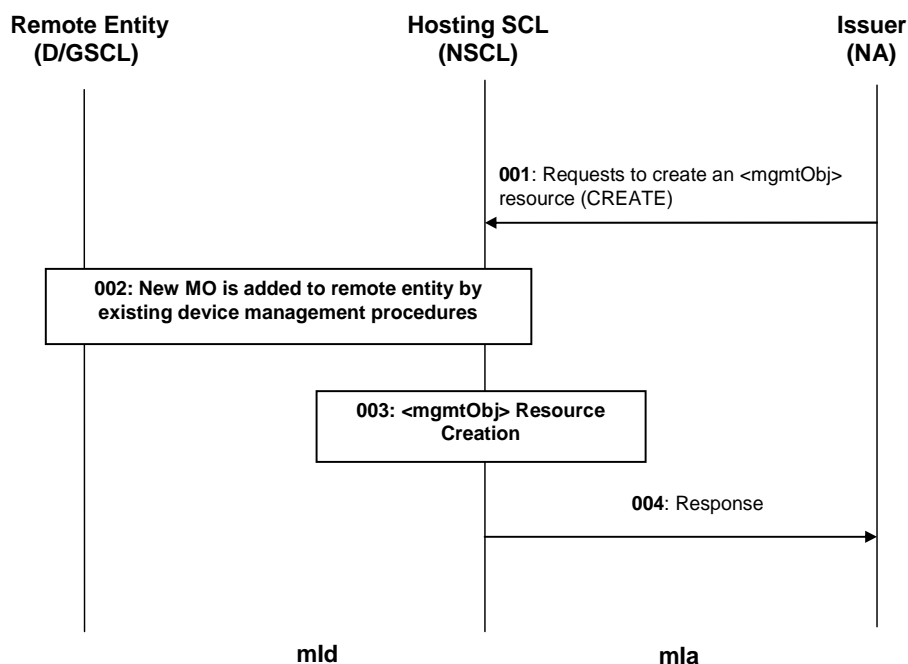 Remote Entity
(D/GSCL)
Hosting SCL
(NSCL)
Issuer
(NA)
001: Requests to create an <mgmtObj>
resource (CREATE)
002: New MO is added to remote entity by
existing device management procedures
003: <mgmtObj> Resource
Creation
004: Response
mId
mIa